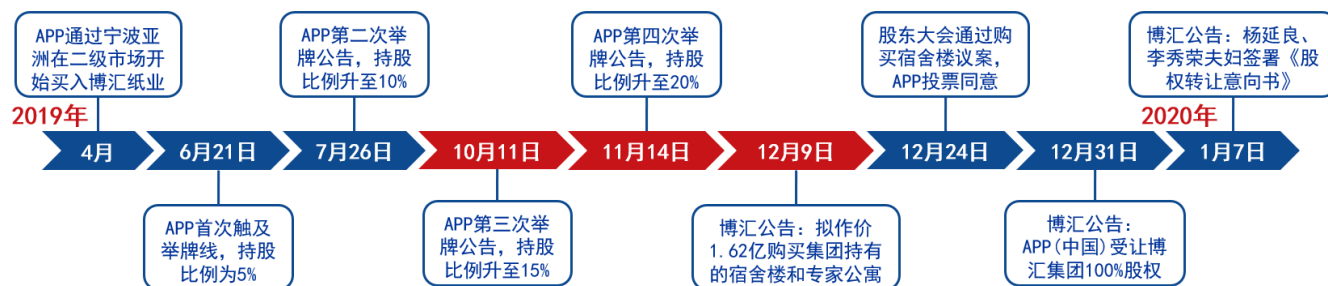 APP通过宁波亚
洲在二级市场开
始买入博汇纸业
APP第二次举
牌公告，持股
比例升至10%
APP第四次举
牌公告，持股
比例升至20%
股东大会通过购
买宿舍楼议案，
APP投票同意
博汇公告：杨延良、
李秀荣夫妇签署《股
权转让意向书》
2019年
2020年
4月
6月21日
7月26日
10月11日
11月14日
12月9日
12月24日
12月31日
1月7日
APP首次触及
举牌线，持股
比例为5%
APP第三次举
牌公告，持股
比例升至15%
博汇公告：拟作价
1.62亿购买集团持有
的宿舍楼和专家公寓
博汇公告：
APP(中国)受让博
汇集团100%股权